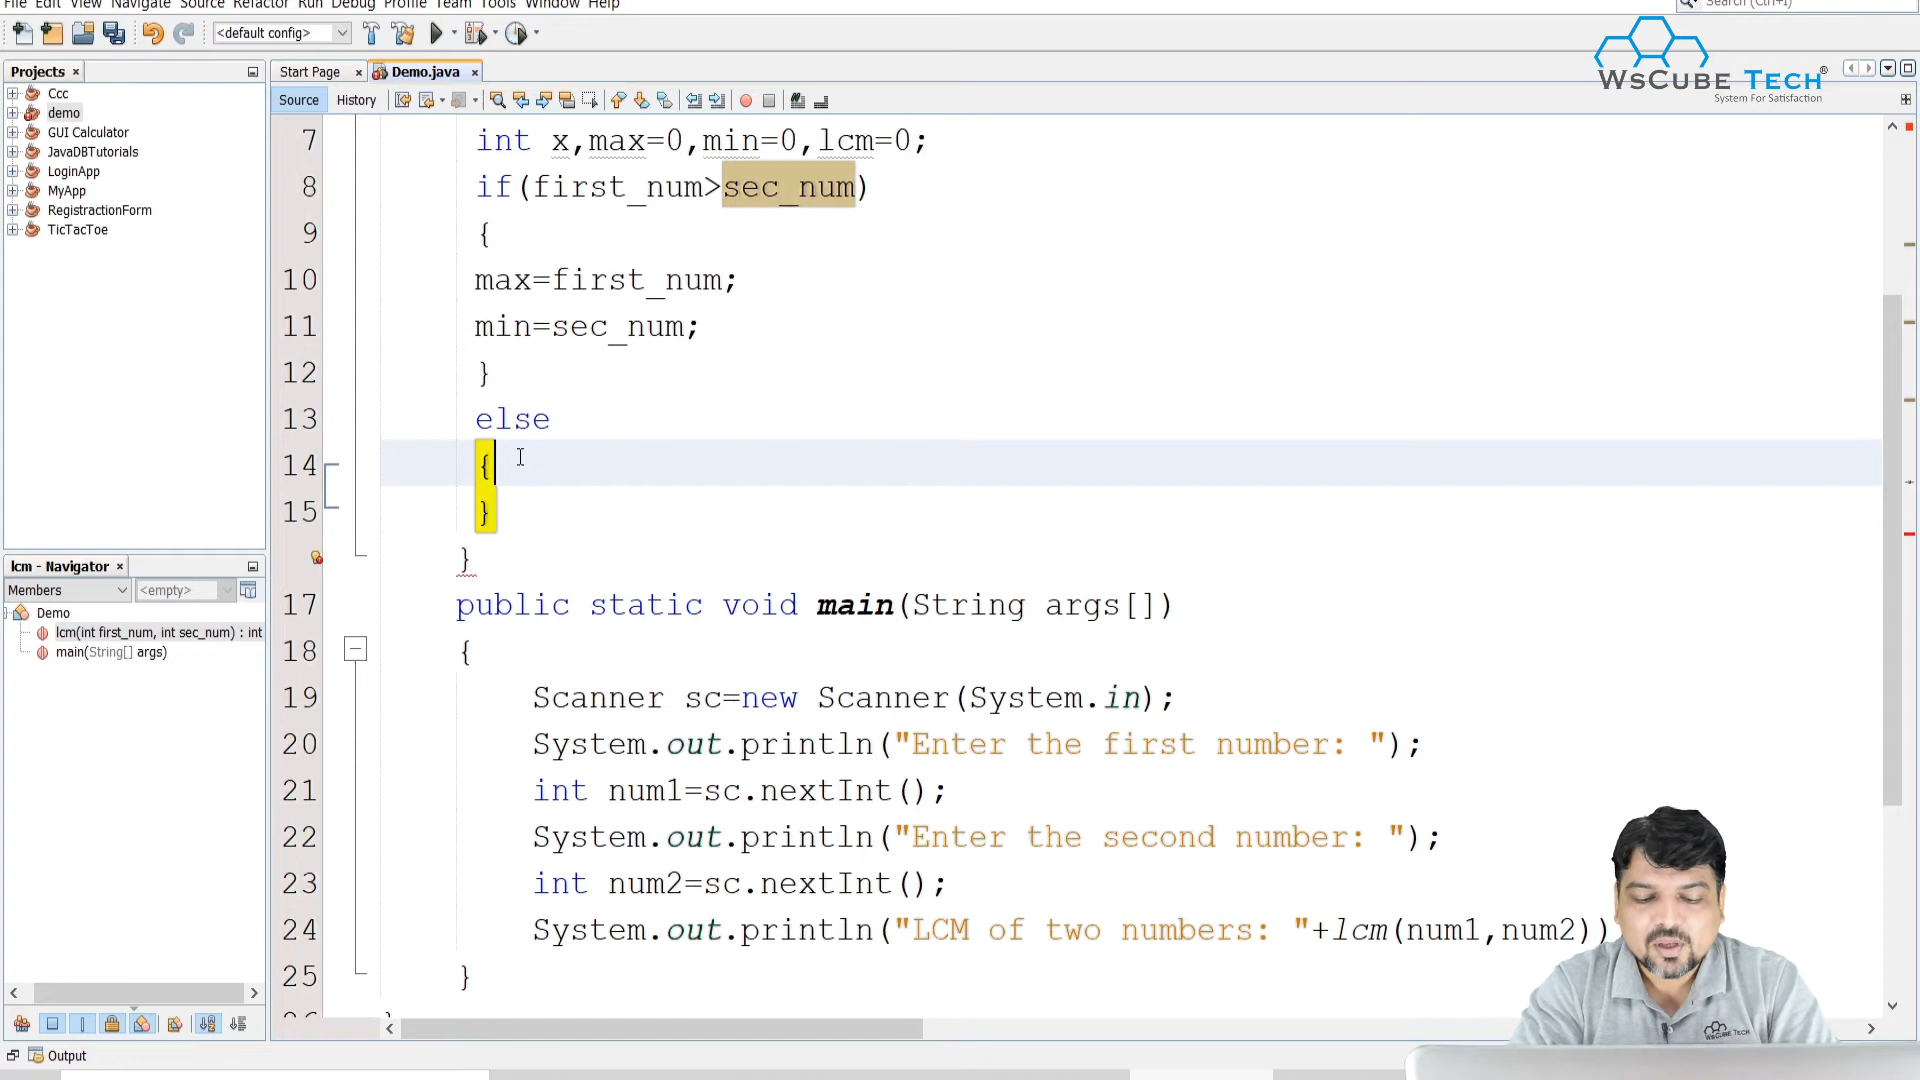 File Edit View Navigate Source Refactor Run Debug Profile Team Tools Window Help
Search (Ctrl+I)
<default config>
WsCUBE TECH®
System For Satisfaction
Projects × Start Page × Demo.java ×
Source History
Ccc
demo
GUI Calculator
JavaDBTutorials
LoginApp
MyApp
RegistractionForm
TicTacToe
7 int x,max=0,min=0,lcm=0;
8 if(first_num>sec_num)
9 {
10 max=first_num;
11 min=sec_num;
12 }
13 else
14 {
15 }
}
17 public static void main(String args[])
18 {
19 Scanner sc=new Scanner(System.in);
20 System.out.println("Enter the first number: ");
21 int num1=sc.nextInt();
22 System.out.println("Enter the second number: ");
23 int num2=sc.nextInt();
24 System.out.println("LCM of two numbers: "+lcm(num1,num2))
25 }
lcm - Navigator ×
Members <empty>
Demo
lcm(int first_num, int sec_num) : int
main(String[] args)
Output
WsCUBE TECH